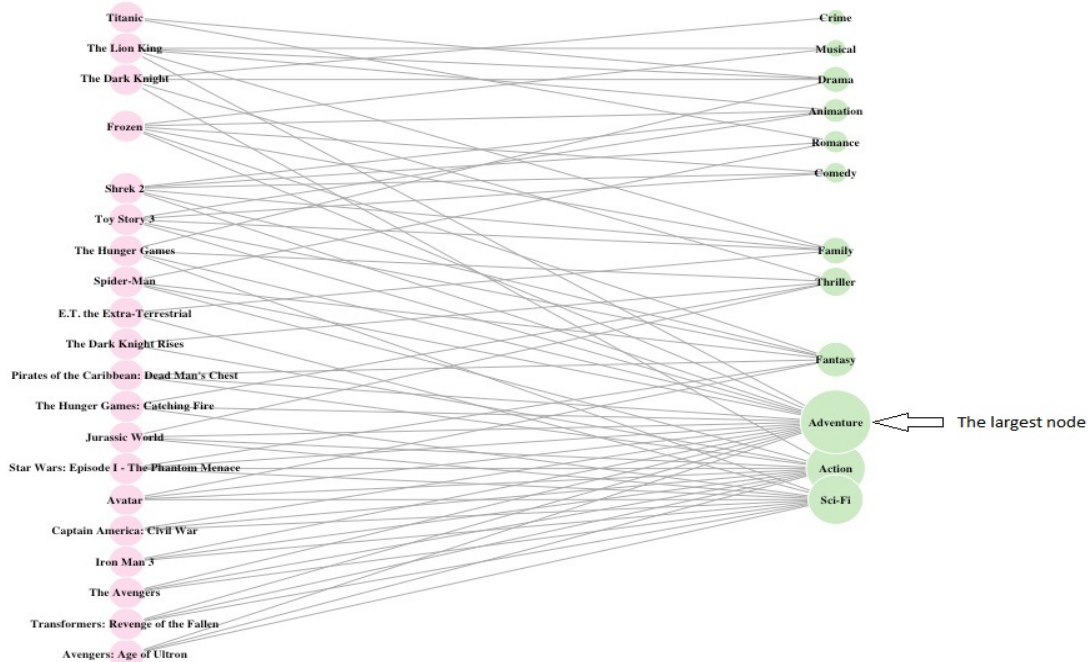 Titanic
The Lion King
The Dark Knight
Frozen
Shrek 2
Toy Story 3
The Hunger Games
Spider-Man
E.T. the Extra-Terrestrial
The Dark Knight Rises
Pirates of the Caribbean: Dead Man's Chest
The Hunger Games: Catching Fire
Jurassic World
Star Wars: Episode I - The Phantom Menace
Avatar
Captain America: Civil War
Iron Man 3
The Avengers
Transformers: Revenge of the Fallen
Avengers: Age of Ultron
Crime
Musical
Drama
Animation
Romance
Comedy
Family
Thriller
Fantasy
Adventure
The largest node
Action
Sci-Fi